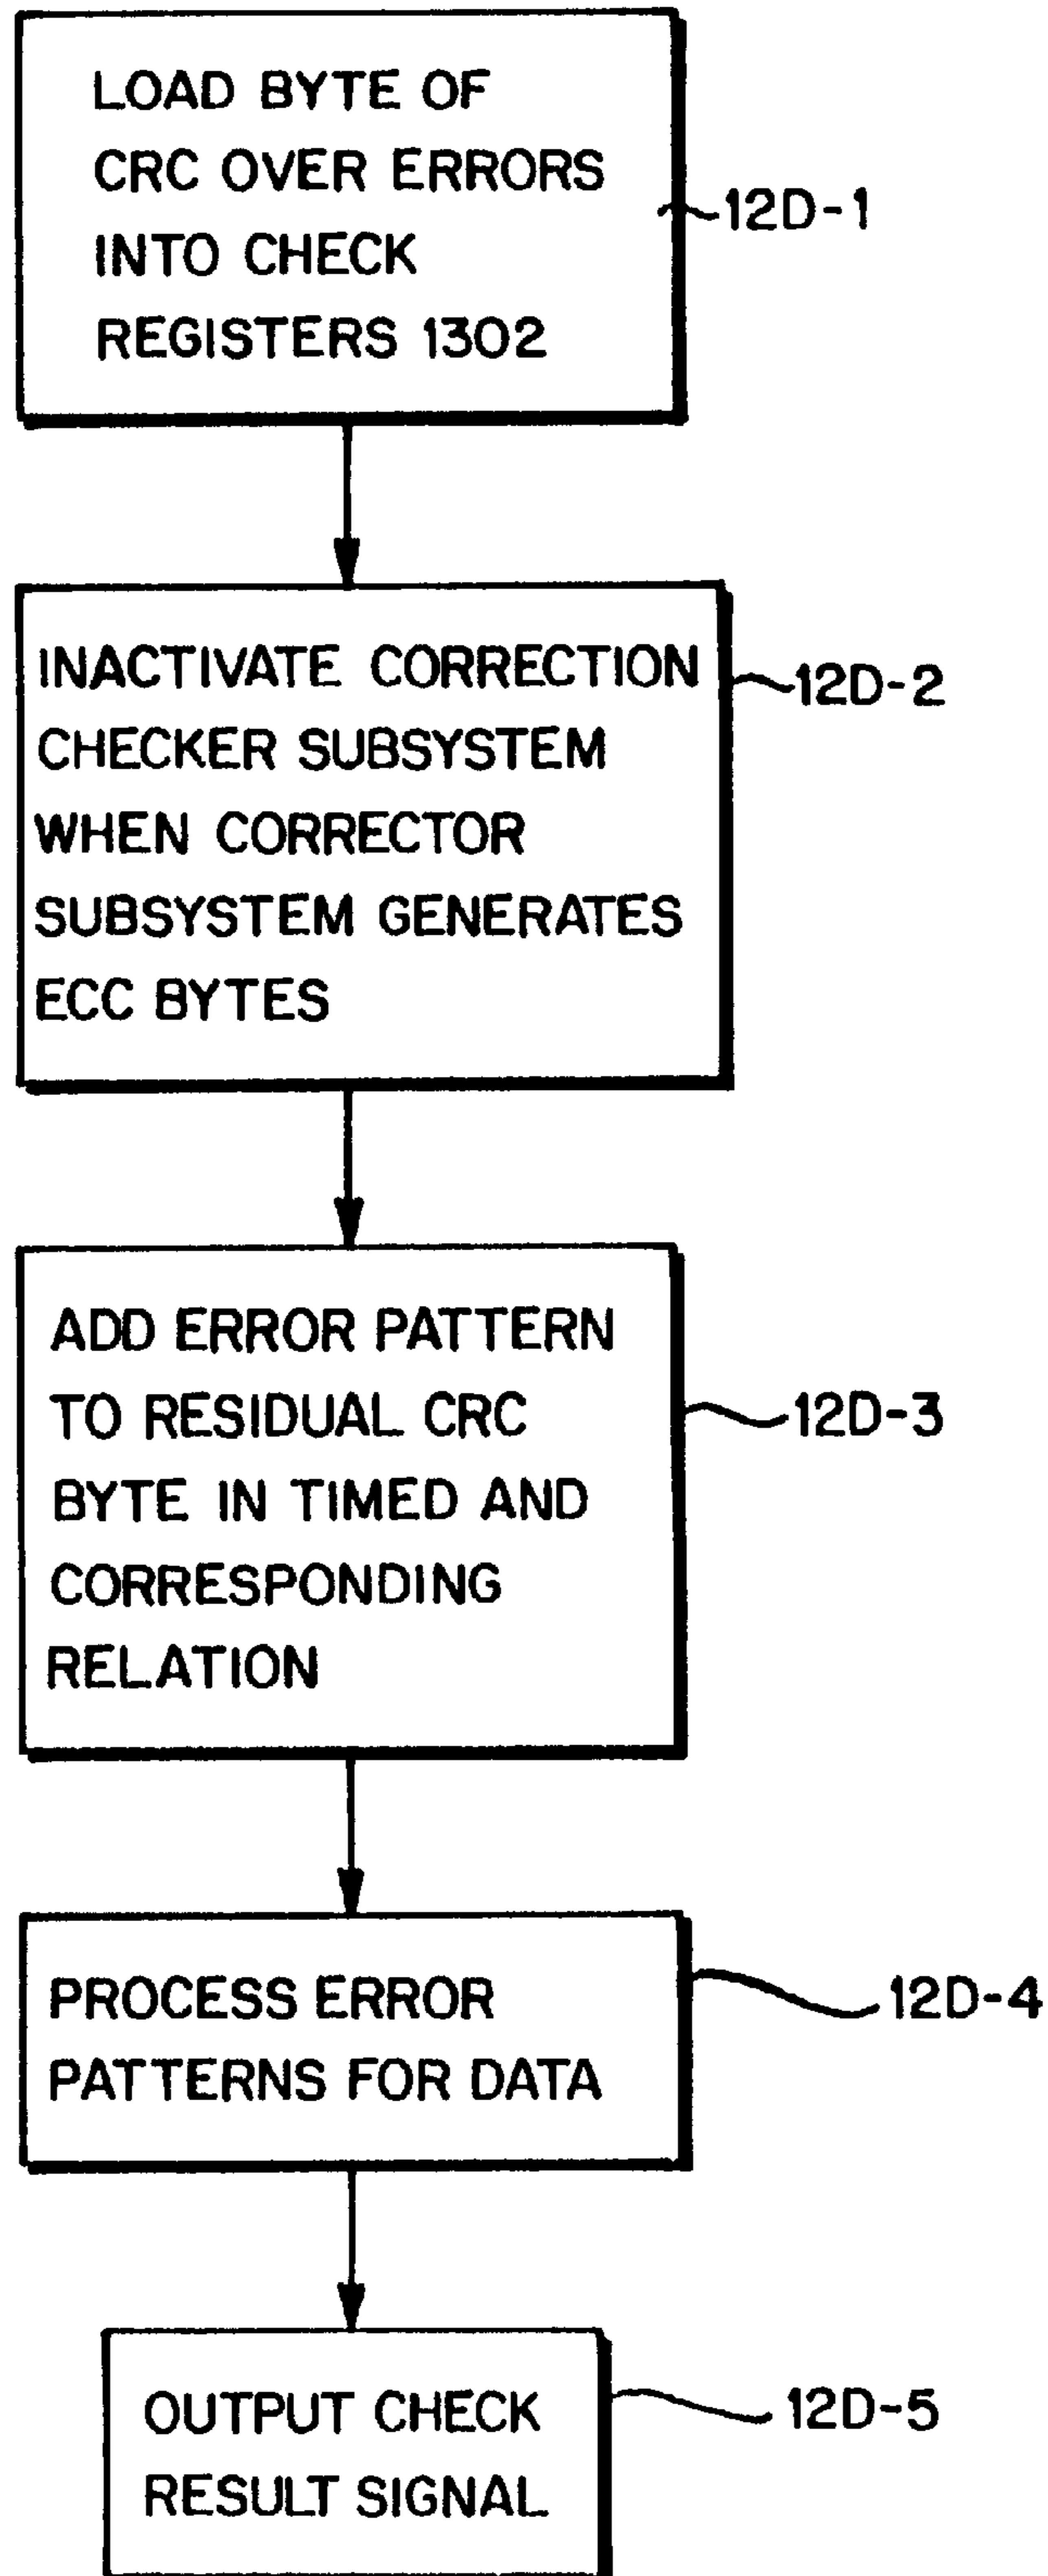 LOAD BYTE OF
CRC OVER ERRORS
INTO CHECK
REGISTERS 1302
12D-1
INACTIVATE CORRECTION
CHECKER SUBSYSTEM
WHEN CORRECTOR
SUBSYSTEM GENERATES
ECC BYTES
12D-2
ADD ERROR PATTERN
TO RESIDUAL CRC
BYTE IN TIMED AND
CORRESPONDING
RELATION
12D-3
PROCESS ERROR
PATTERNS FOR DATA
12D-4
OUTPUT CHECK
RESULT SIGNAL
12D-5